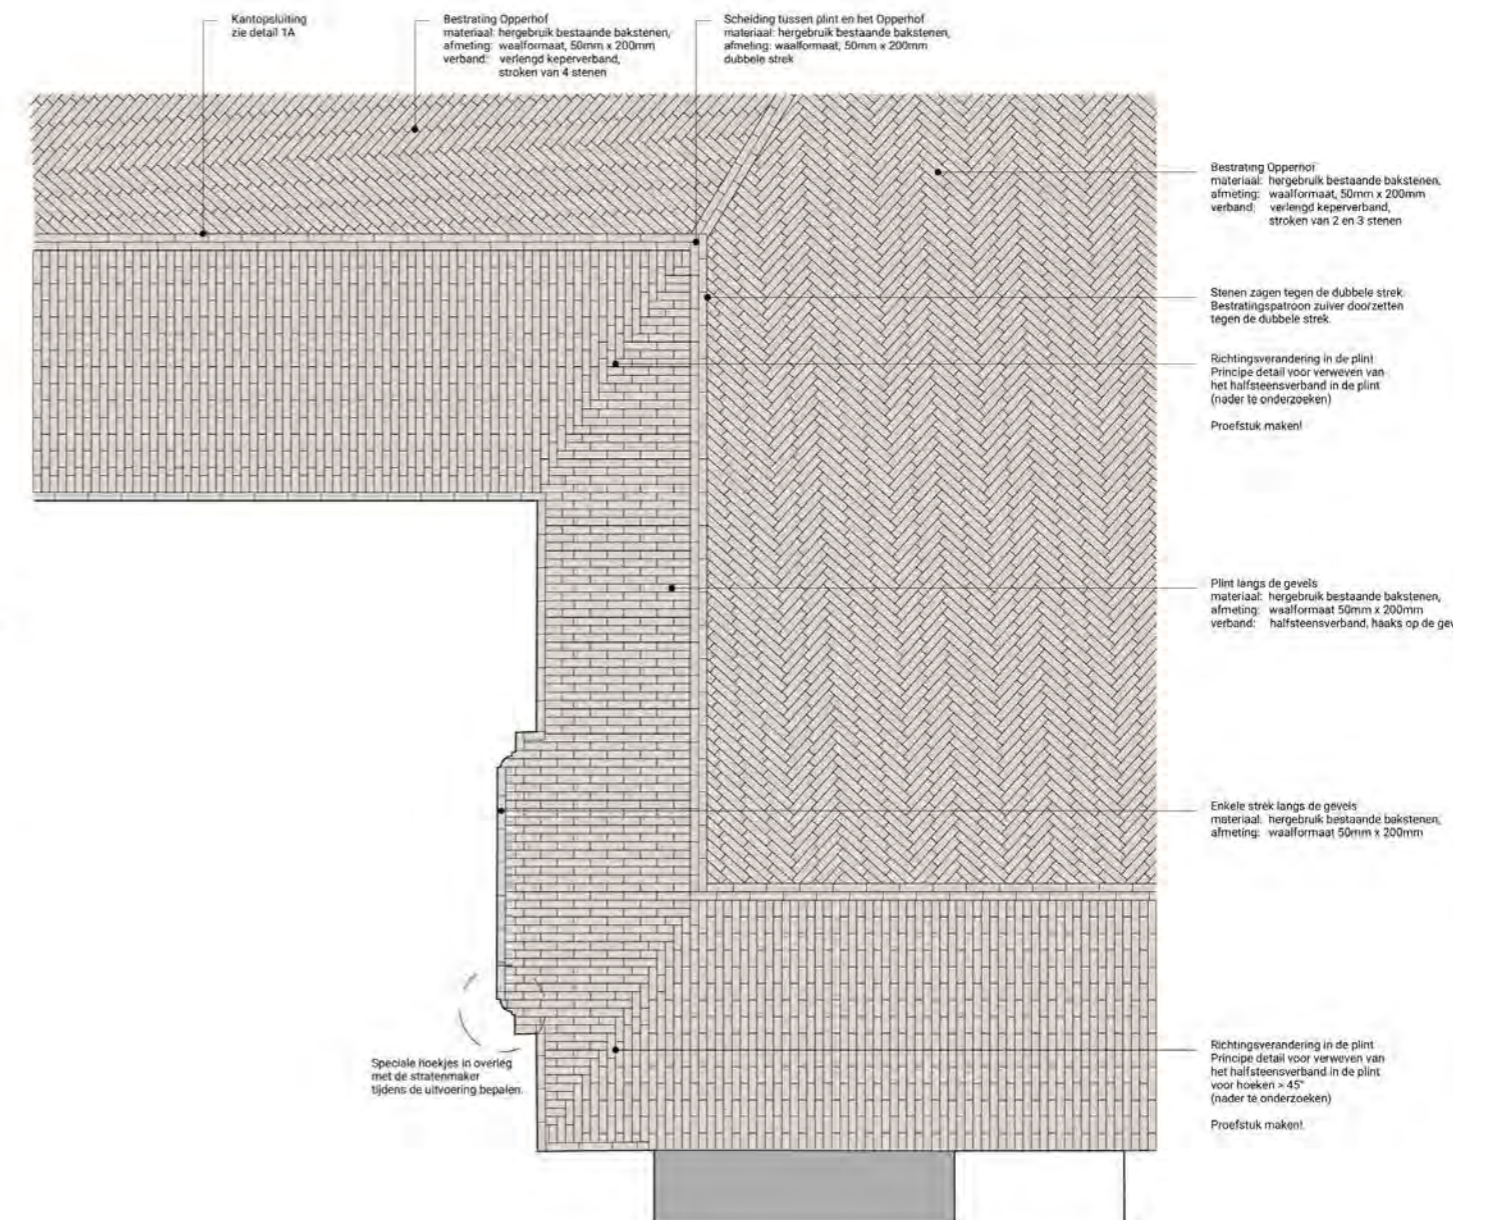 Kantopsluiting
zie detail 1A
Bestrating Opperhof
materiaal: hergebruik bestaande bakstenen,
afmeting: waalformaat, 50mm x 200mm
verband: verlengd keperverband,
stroken van 4 stenen
Scheiding tussen plint en het Opperhof
materiaal: hergebruik bestaande bakstenen,
afmeting: waalformaat, 50mm x 200mm
dubbele strek
Bestrating Opperhof
materiaal: hergebruik bestaande bakstenen,
afmeting: waalformaat, 50mm x 200mm
verband: verlengd keperverband,
stroken van 2 en 3 stenen
Stenen zagen tegen de dubbele strek.
Bestratingspatroon zuiver doorzetten
tegen de dubbele strek.
Richtingsverandering in de plint
Principe detail voor verweven van
het halfsteensverband in de plint
(nader te onderzoeken)
Proefstuk maken!
Plint langs de gevels
materiaal: hergebruik bestaande bakstenen,
afmeting: waalformaat 50mm x 200mm
verband: halfsteensverband, haaks op de gev
Enkele strek langs de gevels
materiaal: hergebruik bestaande bakstenen,
afmeting: waalformaat 50mm x 200mm
Speciale hoekjes in overleg
met de stratenmaker
tijdens de uitvoering bepalen.
Richtingsverandering in de plint
Principe detail voor verweven van
het halfsteensverband in de plint
voor hoeken > 45°
(nader te onderzoeken)
Proefstuk maken!